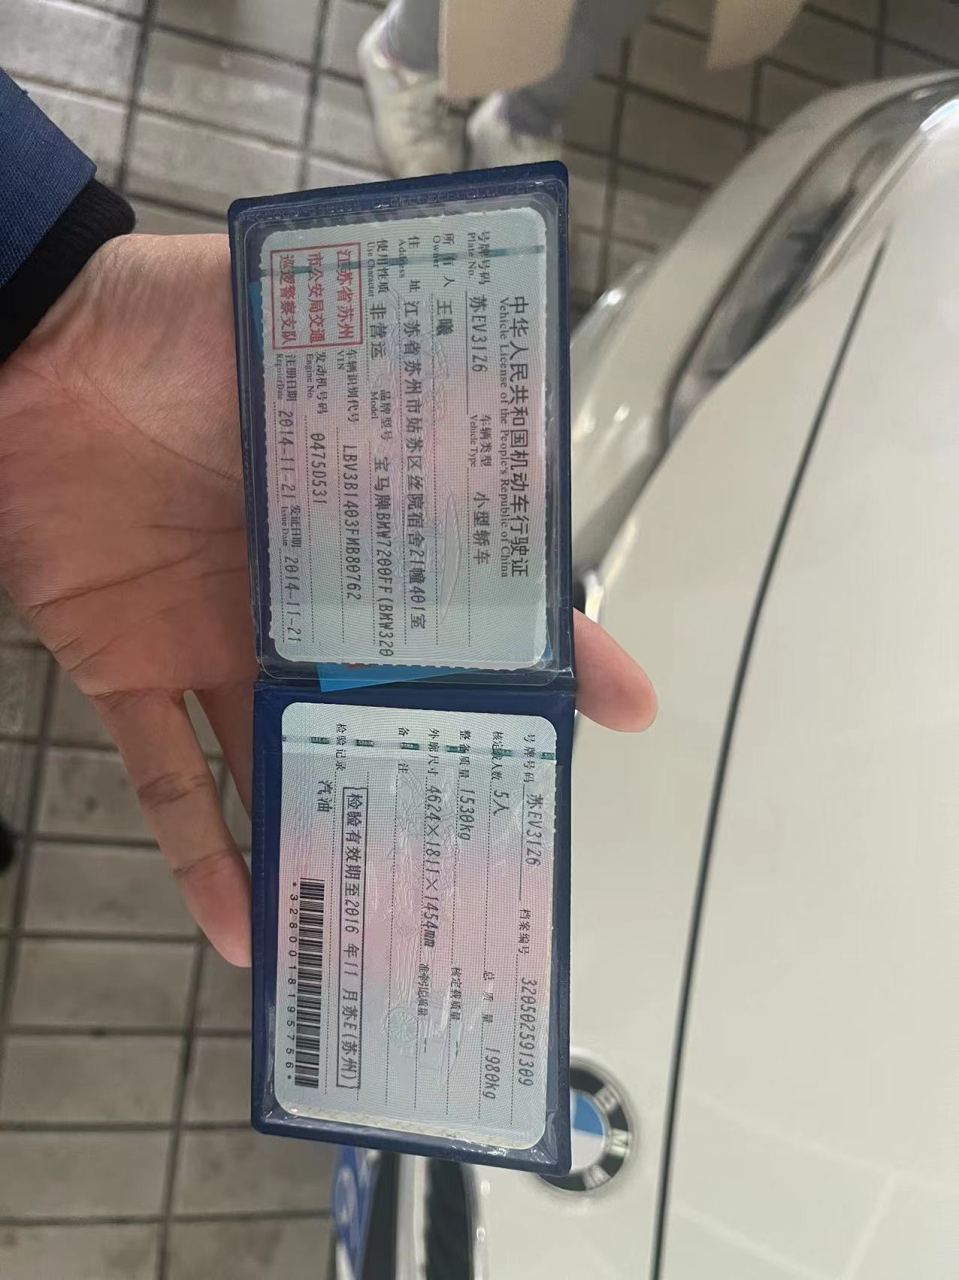 中华人民共和国机动车行驶证
Vehicle License of the People's Republic of China
号牌号码 苏EV31Z6 车辆类型 小型轿车
Plate No. Vehicle Type
所有人 王曦
Owner
住址 江苏省苏州市姑苏区丝院宿舍21幢401室
Address
使用性质 非营运 品牌型号 宝马牌BMW7200FF(BMW320
Use Character Model
江苏省苏州
市公安局交通
巡逻警察支队
车辆识别代号 LBV3B1403FMB80762
VIN
发动机号码 0475D531
Engine No.
注册日期 2014-11-21 发证日期 2014-11-21
Register Date Issue Date
号牌号码 苏EV31Z6 档案编号 320502591309
核定载人数 5人 总质量 1980kg
整备质量 1530kg 核定载质量 --
外廓尺寸 4624×1811×1454mm 准牵引总质量 --
备注
检验有效期至2016年11月苏E(苏州)
检验记录
汽油
*3280018195756*
BMW